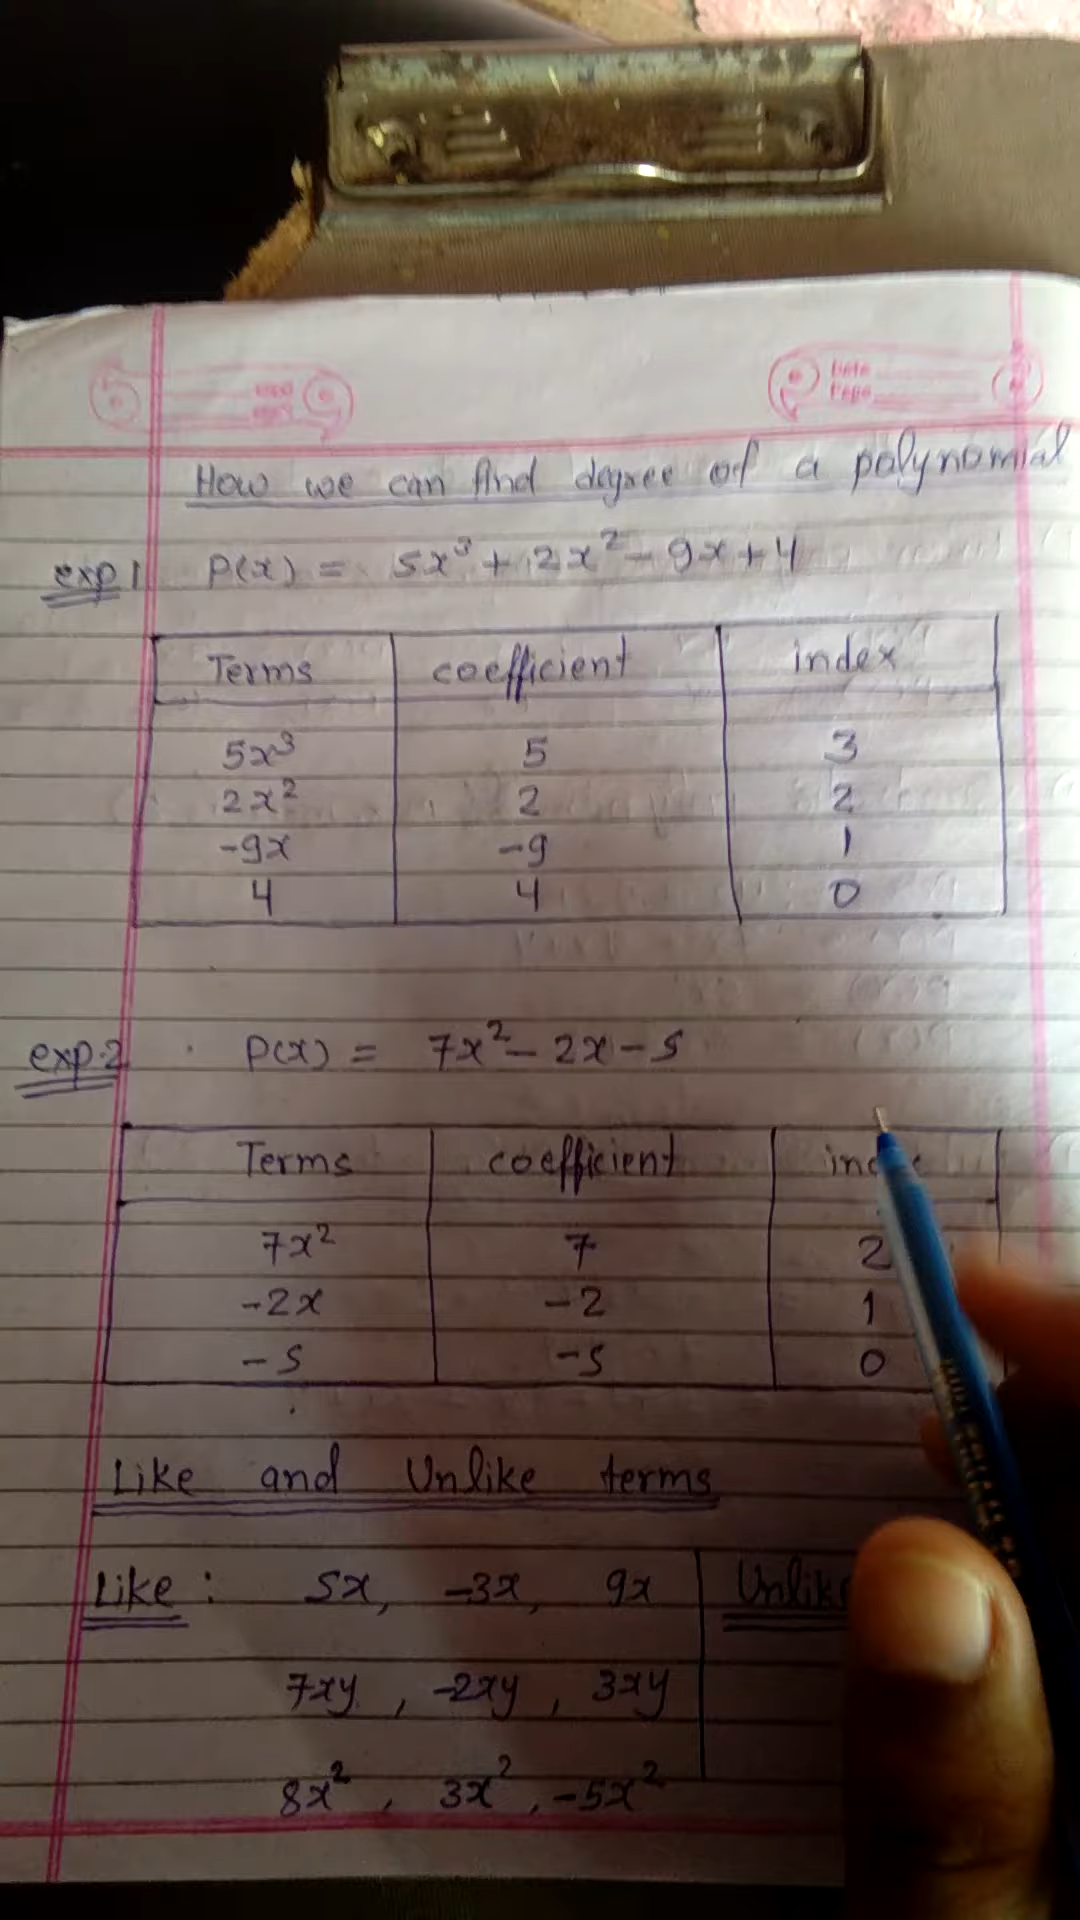 Date
Page
How we can find degree of a polynomial
exp 1 P(x) = 5x³ + 2x² - 9x + 4
Terms coefficient index
5x³ 5 3
2x² 2 2
-9x -9 1
4 4 0
exp.2 P(x) = 7x² - 2x - 5
Terms coefficient
7x² 7 2
-2x -2 1
-5 -5 0
Like and Unlike terms
Like : 5x, -3x, 9x Unlike
7xy, -2xy, 3xy
8x², 3x², -5x²